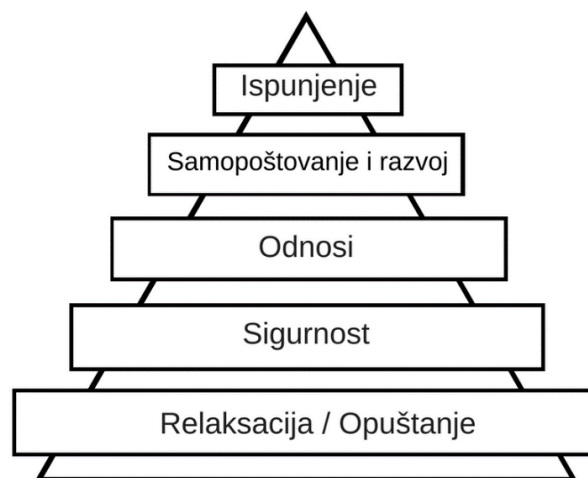 Ispunjenje
Samopoštovanje i razvoj
Odnosi
Sigurnost
Relaksacija / Opuštanje